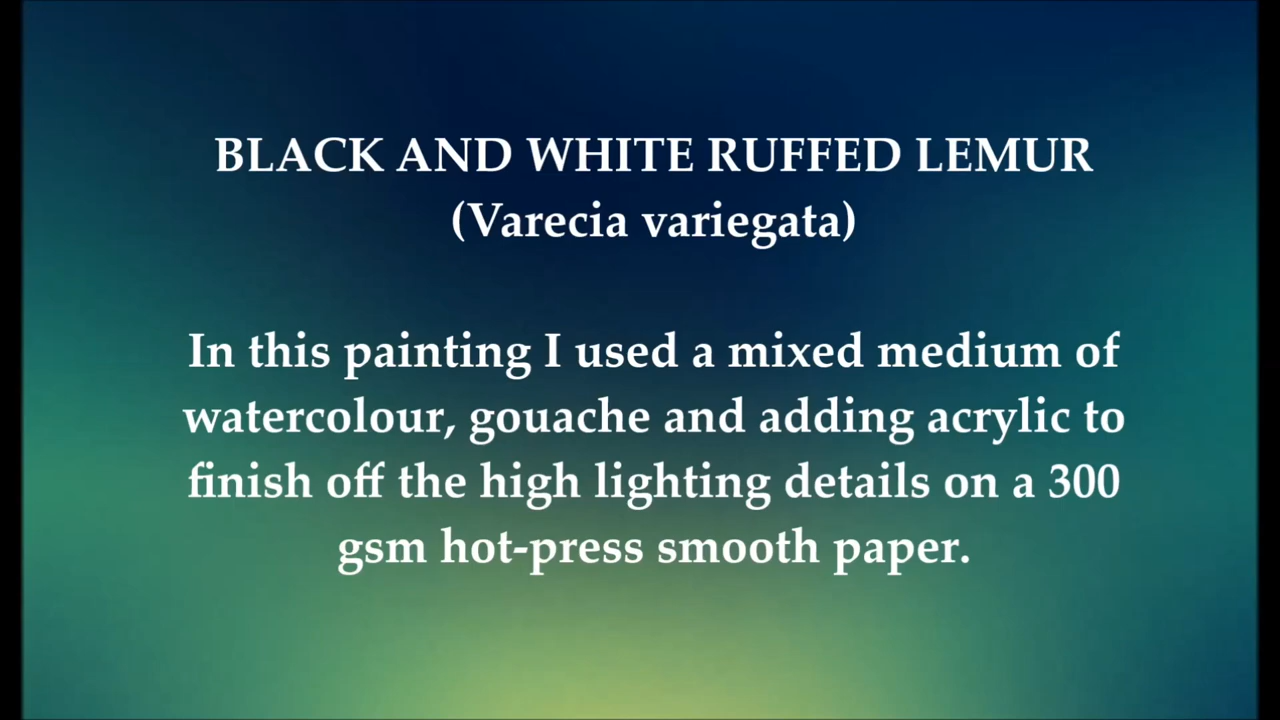 BLACK AND WHITE RUFFED LEMUR
(Varecia variegata)
In this painting I used a mixed medium of
watercolour, gouache and adding acrylic to
finish off the high lighting details on a 300
gsm hot-press smooth paper.